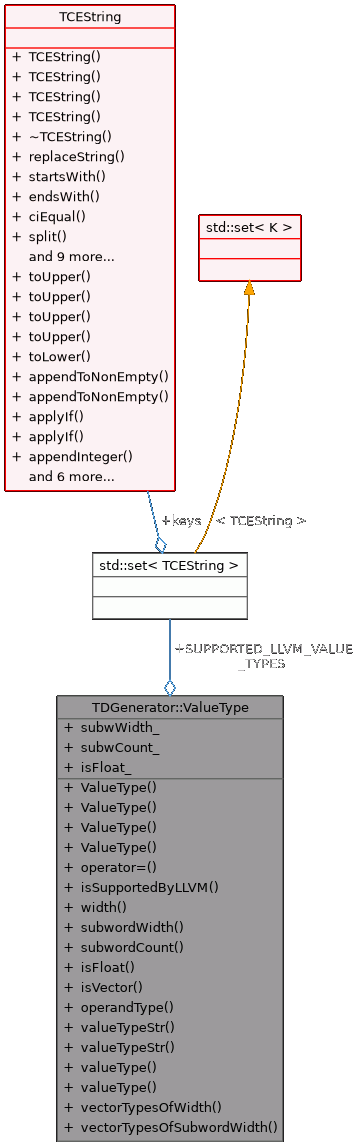 TCEString
+ TCEString()
+ TCEString()
+ TCEString()
+ TCEString()
+ ~TCEString()
+ replaceString()
+ startsWith()
+ endsWith()
+ ciEqual()
+ split()
and 9 more...
+ toUpper()
+ toUpper()
+ toUpper()
+ toUpper()
+ toLower()
+ appendToNonEmpty()
+ appendToNonEmpty()
+ applyIf()
+ applyIf()
+ appendInteger()
and 6 more...
std::set< K >
+keys
< TCEString >
std::set< TCEString >
+SUPPORTED_LLVM_VALUE
_TYPES
TDGenerator::ValueType
+ subwWidth_
+ subwCount_
+ isFloat_
+ ValueType()
+ ValueType()
+ ValueType()
+ ValueType()
+ operator=()
+ isSupportedByLLVM()
+ width()
+ subwordWidth()
+ subwordCount()
+ isFloat()
+ isVector()
+ operandType()
+ valueTypeStr()
+ valueTypeStr()
+ valueType()
+ valueType()
+ vectorTypesOfWidth()
+ vectorTypesOfSubwordWidth()